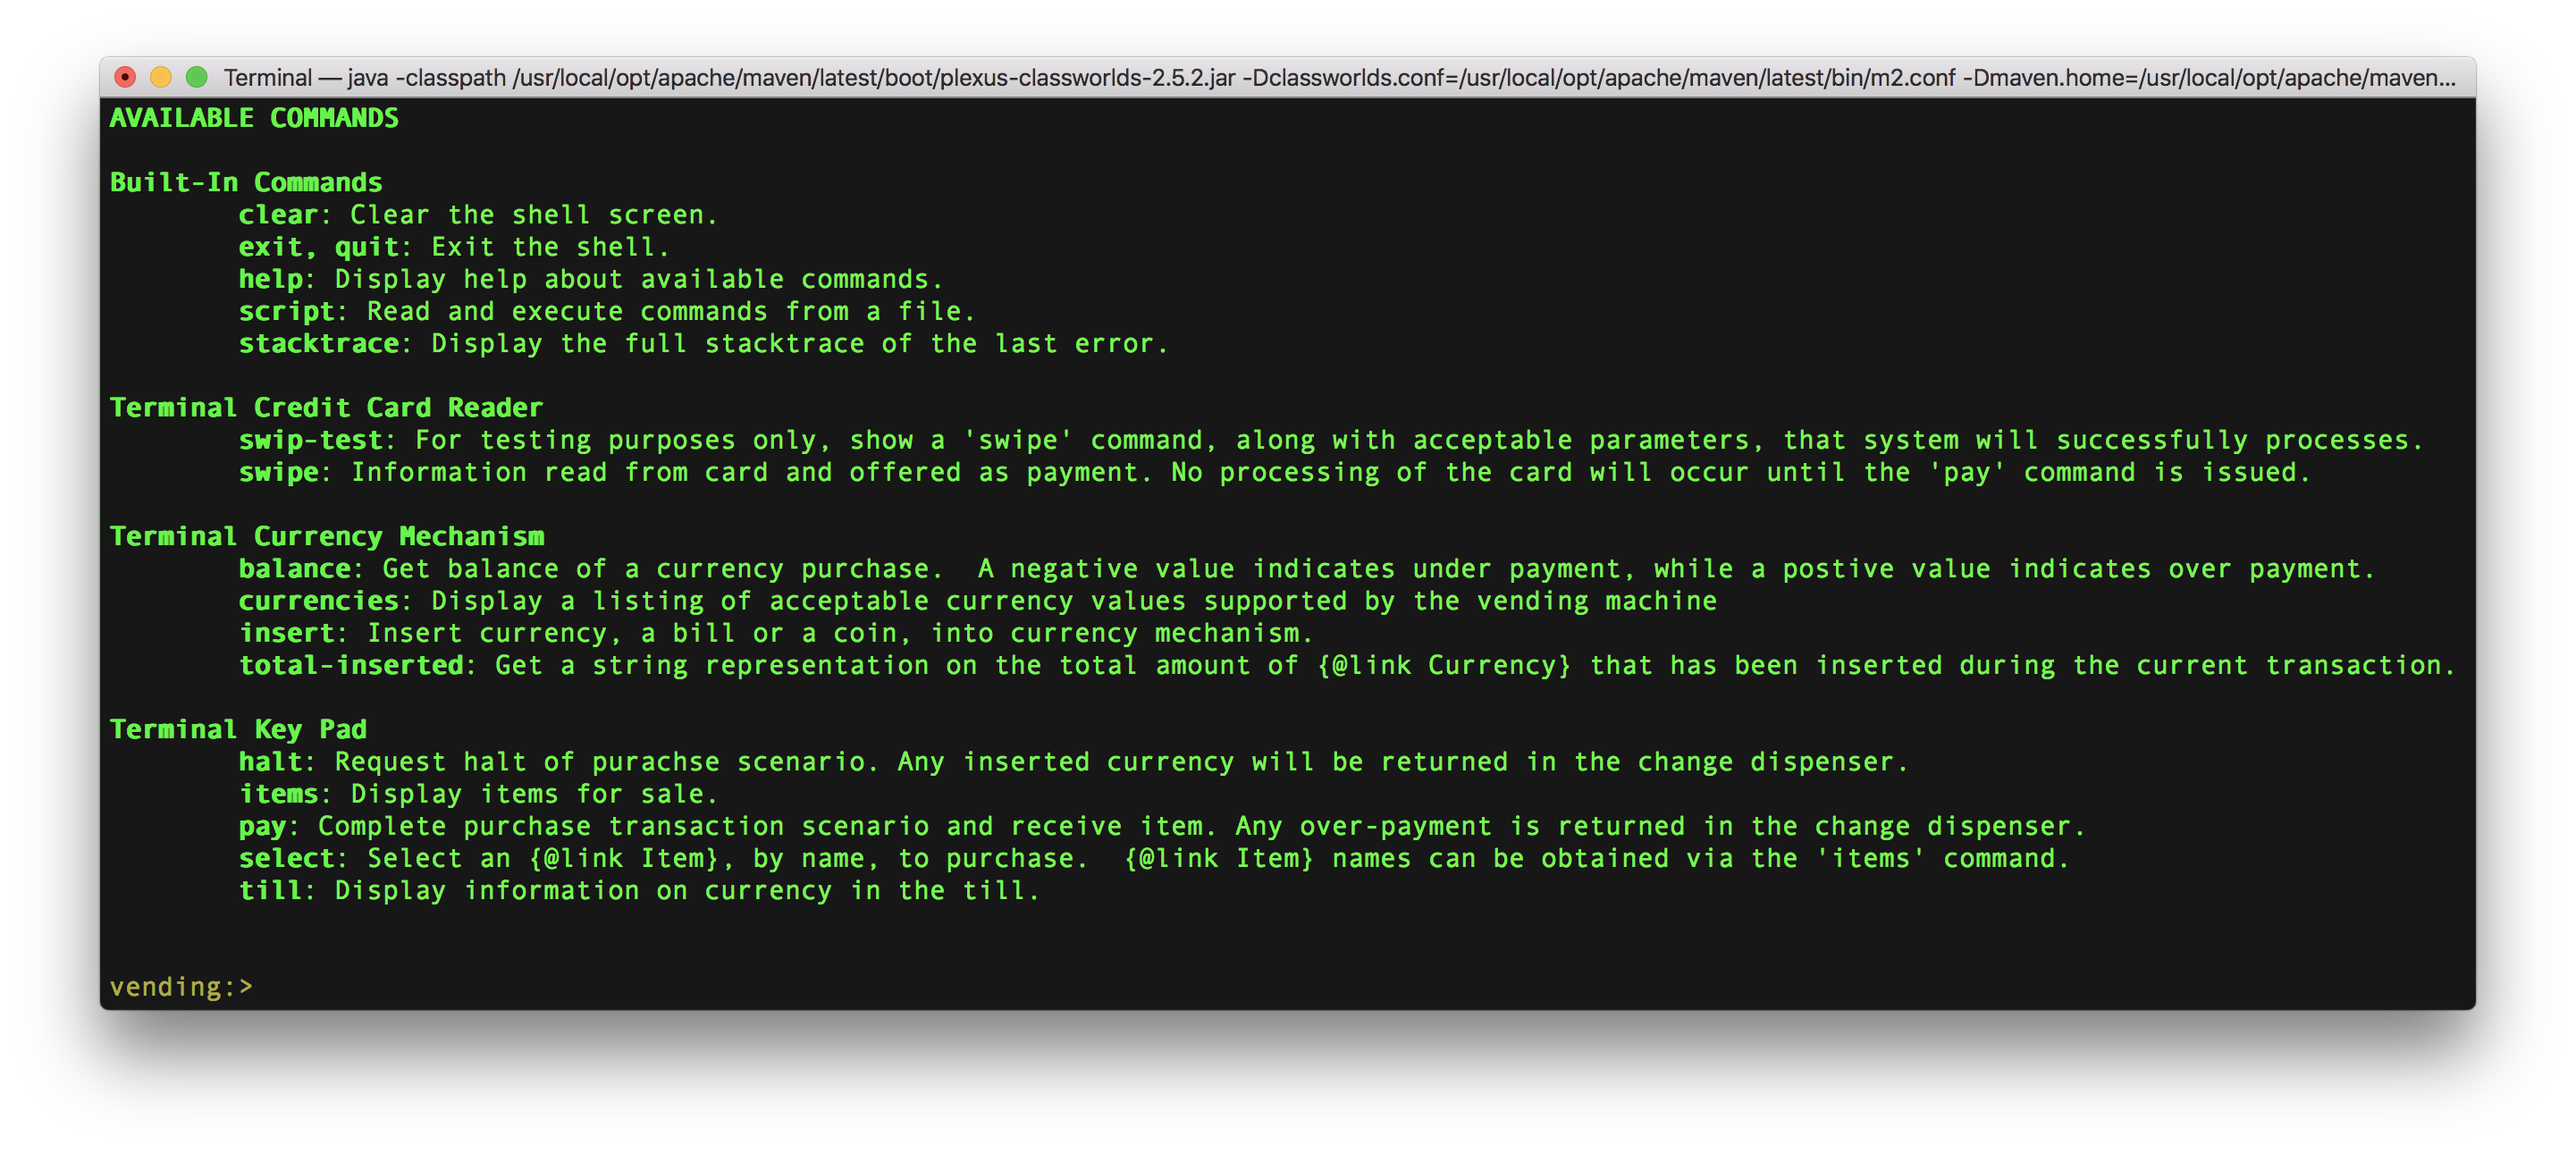 Terminal — java -classpath /usr/local/opt/apache/maven/latest/boot/plexus-classworlds-2.5.2.jar -Dclassworlds.conf=/usr/local/opt/apache/maven/latest/bin/m2.conf -Dmaven.home=/usr/local/opt/apache/maven...
AVAILABLE COMMANDS
Built-In Commands
clear: Clear the shell screen.
exit, quit: Exit the shell.
help: Display help about available commands.
script: Read and execute commands from a file.
stacktrace: Display the full stacktrace of the last error.
Terminal Credit Card Reader
swip-test: For testing purposes only, show a 'swipe' command, along with acceptable parameters, that system will successfully processes.
swipe: Information read from card and offered as payment. No processing of the card will occur until the 'pay' command is issued.
Terminal Currency Mechanism
balance: Get balance of a currency purchase.  A negative value indicates under payment, while a postive value indicates over payment.
currencies: Display a listing of acceptable currency values supported by the vending machine
insert: Insert currency, a bill or a coin, into currency mechanism.
total-inserted: Get a string representation on the total amount of {@link Currency} that has been inserted during the current transaction.
Terminal Key Pad
halt: Request halt of purachse scenario. Any inserted currency will be returned in the change dispenser.
items: Display items for sale.
pay: Complete purchase transaction scenario and receive item. Any over-payment is returned in the change dispenser.
select: Select an {@link Item}, by name, to purchase.  {@link Item} names can be obtained via the 'items' command.
till: Display information on currency in the till.
vending:>